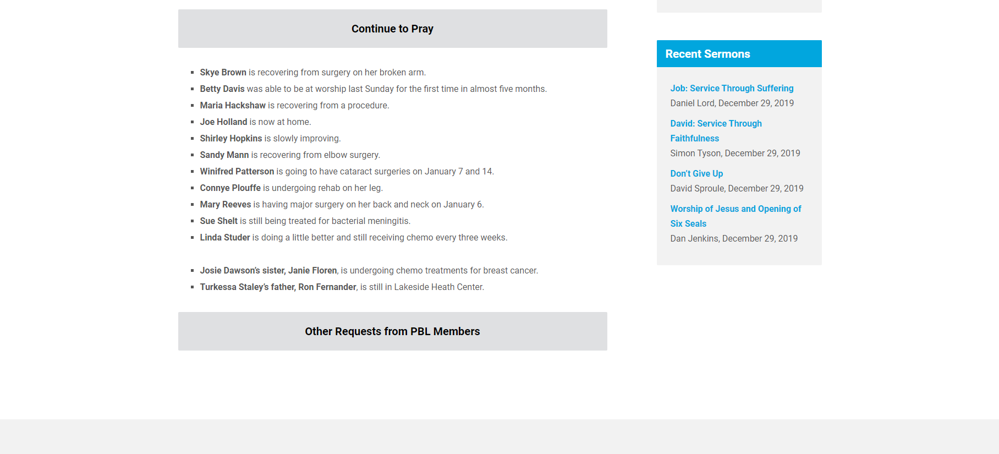 Continue to Pray
Skye Brown is recovering from surgery on her broken arm.
Betty Davis was able to be at worship last Sunday for the first time in almost five months.
Maria Hackshaw is recovering from a procedure.
Joe Holland is now at home.
Shirley Hopkins is slowly improving.
Sandy Mann is recovering from elbow surgery.
Winifred Patterson is going to have cataract surgeries on January 7 and 14.
Connye Plouffe is undergoing rehab on her leg.
Mary Reeves is having major surgery on her back and neck on January 6.
Sue Shelt is still being treated for bacterial meningitis.
Linda Studer is doing a little better and still receiving chemo every three weeks.
Josie Dawson’s sister, Janie Floren, is undergoing chemo treatments for breast cancer.
Turkessa Staley’s father, Ron Fernander, is still in Lakeside Heath Center.
Other Requests from PBL Members
Recent Sermons
Job: Service Through Suffering
Daniel Lord, December 29, 2019
David: Service Through
Faithfulness
Simon Tyson, December 29, 2019
Don’t Give Up
David Sproule, December 29, 2019
Worship of Jesus and Opening of
Six Seals
Dan Jenkins, December 29, 2019